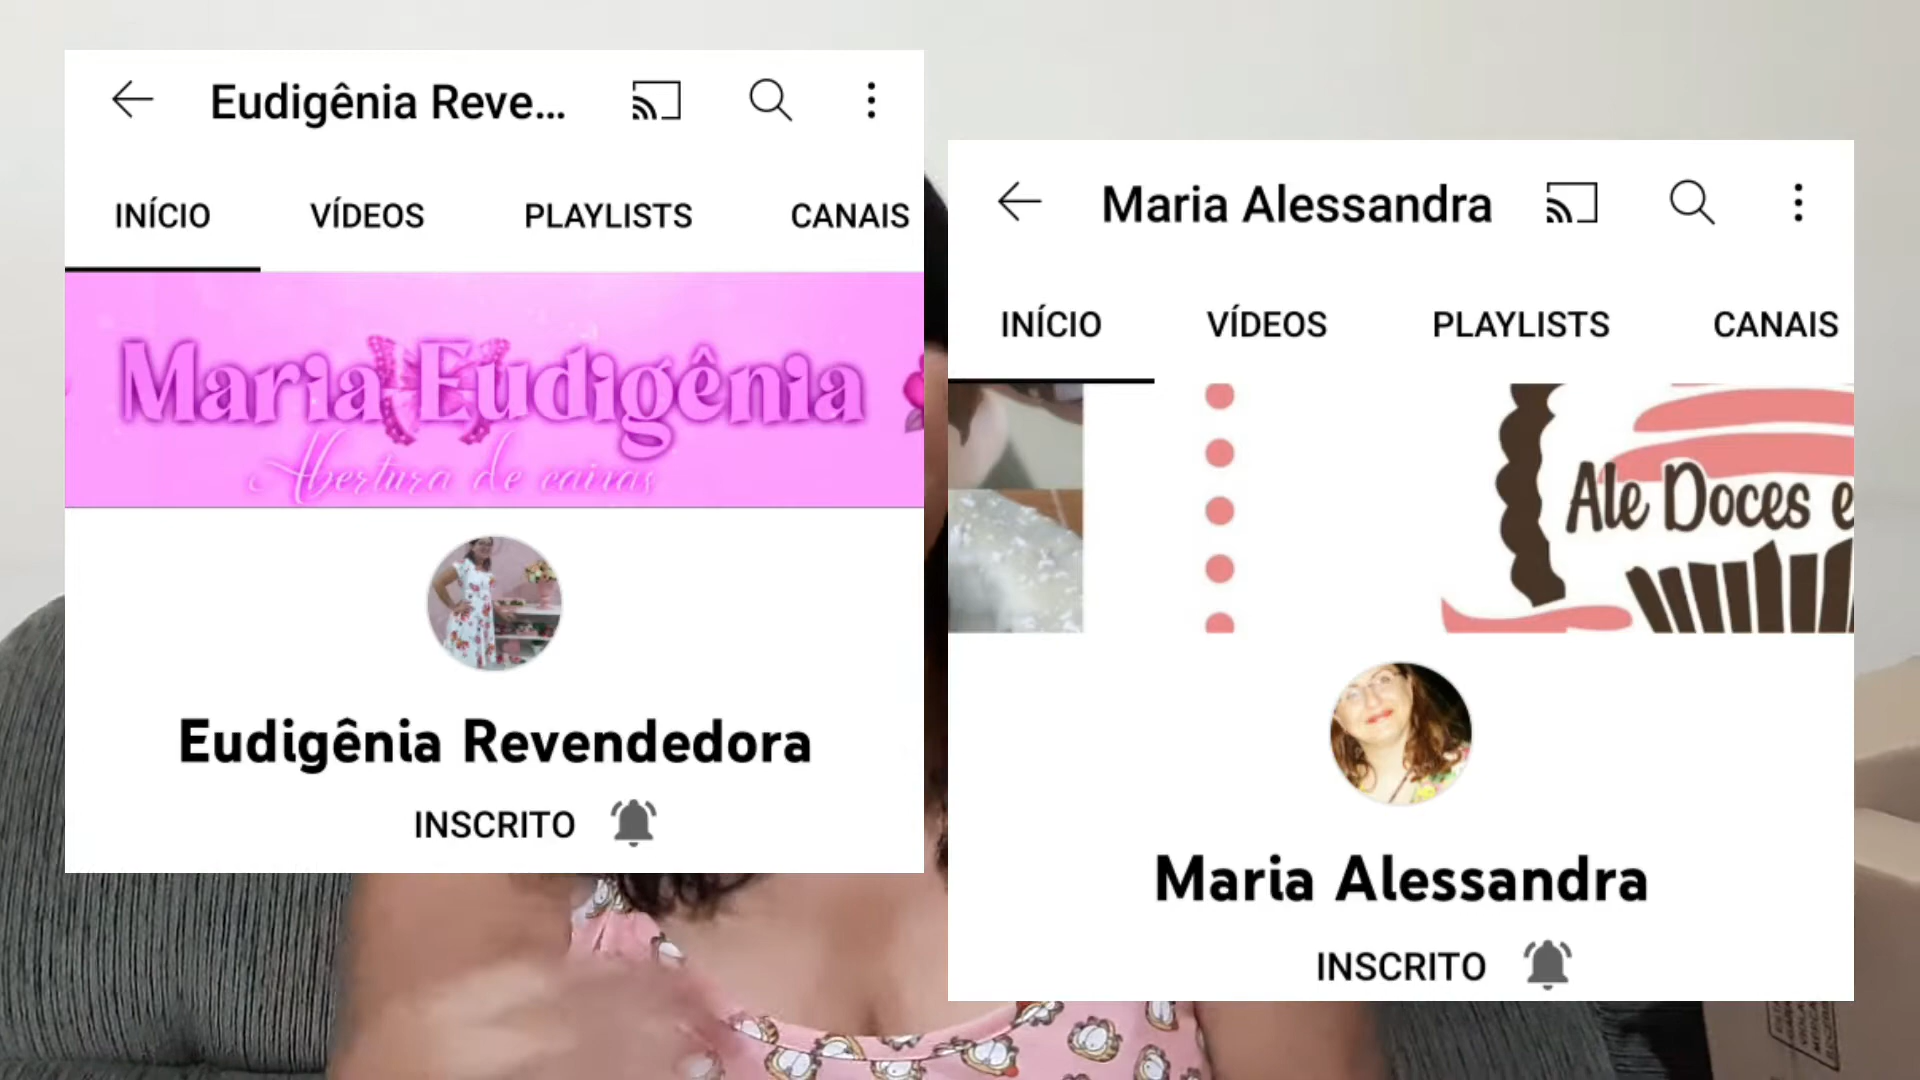 Eudigênia Reve...
INÍCIO VÍDEOS PLAYLISTS CANAIS
Maria Eudigênia
Abertura de caixas
Eudigênia Revendedora
INSCRITO
Maria Alessandra
INÍCIO VÍDEOS PLAYLISTS CANAIS
Ale Doces e
Maria Alessandra
INSCRITO